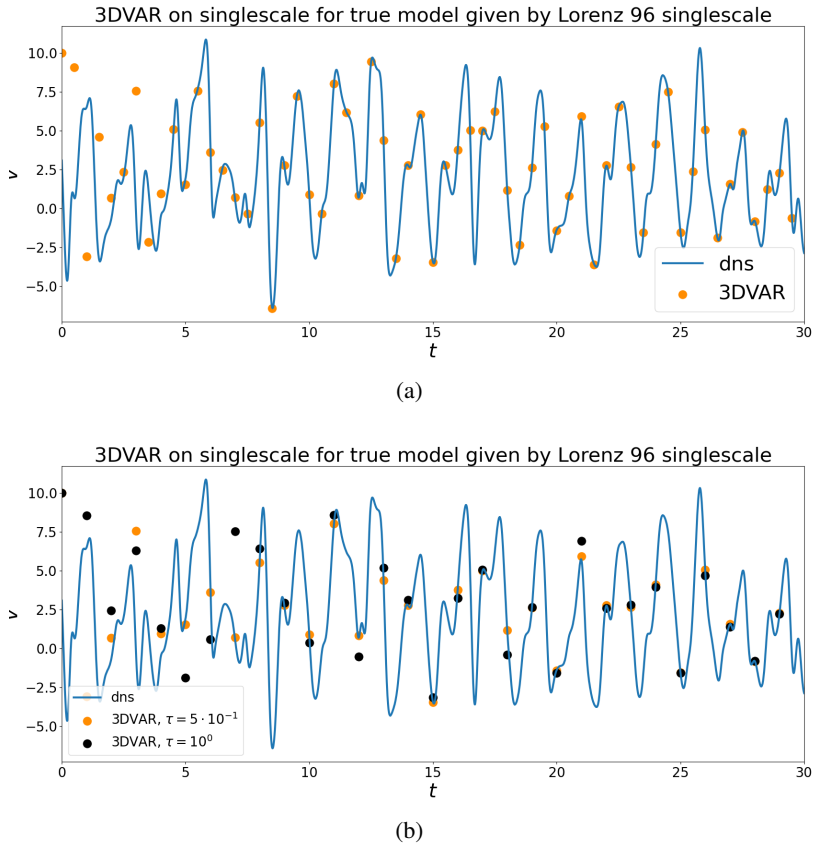 3DVAR on singlescale for true model given by Lorenz 96 singlescale
10.0
7.5
5.0
2.5
0.0
−2.5
−5.0
v
dns
3DVAR
0 5 10 15 20 25 30
t
(a)
3DVAR on singlescale for true model given by Lorenz 96 singlescale
10.0
7.5
5.0
2.5
0.0
−2.5
−5.0
v
dns
3DVAR, τ = 5 · 10⁻¹
3DVAR, τ = 10⁰
0 5 10 15 20 25 30
t
(b)